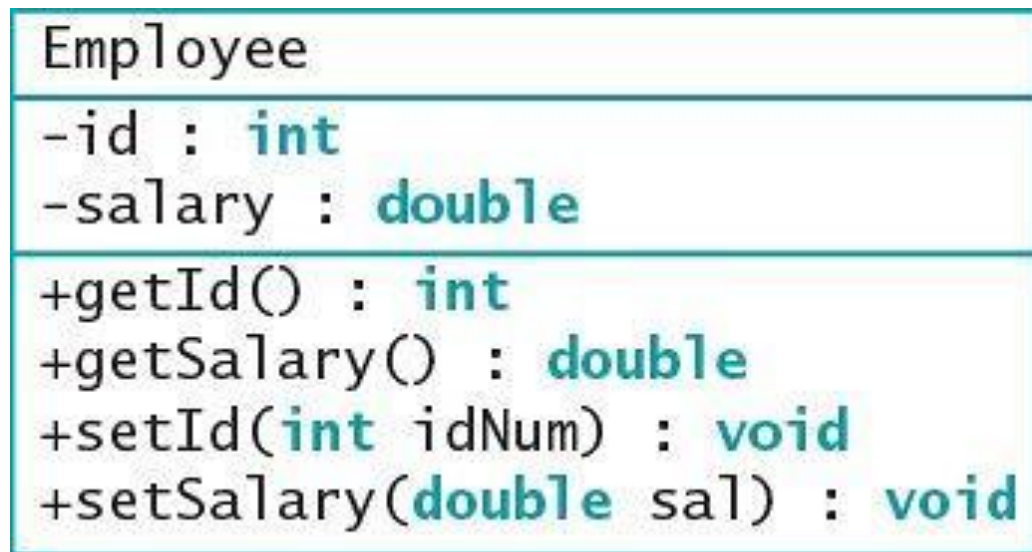 Employee
-id : int
-salary : double
+getId() : int
+getSalary() : double
+setId(int idNum) : void
+setSalary(double sal) : void